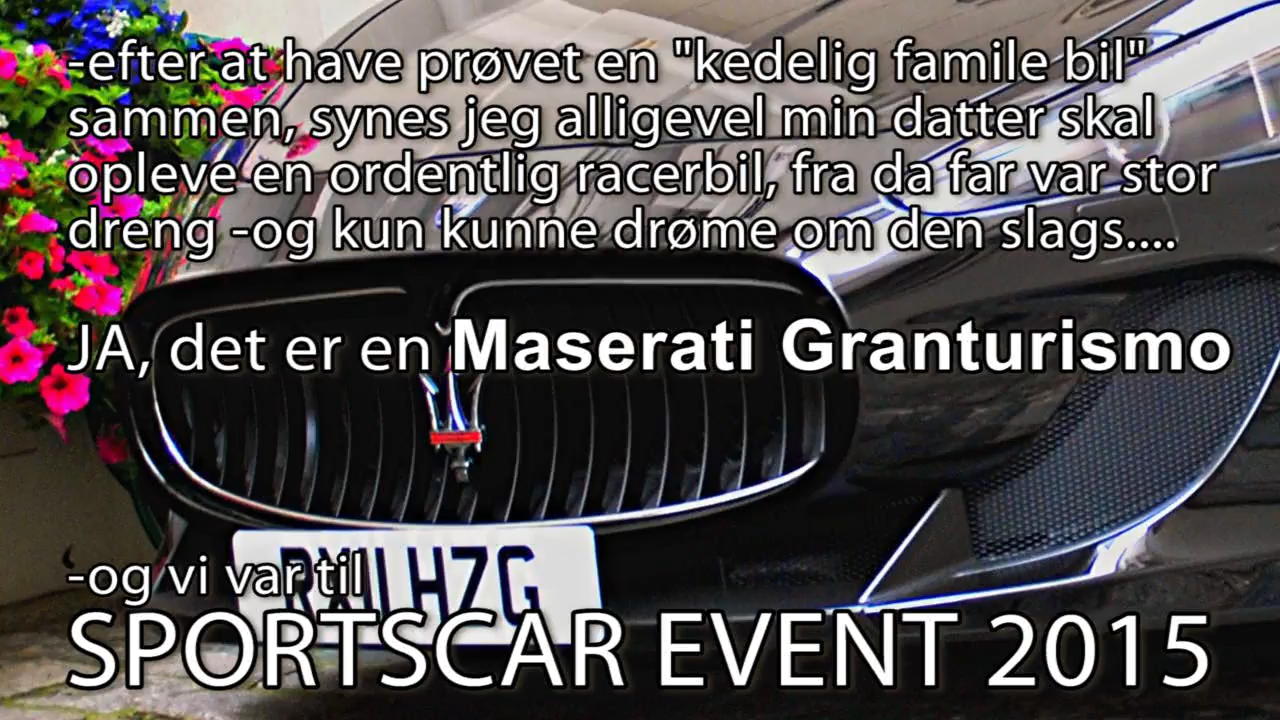 -efter at have prøvet en "kedelig famile bil"
sammen, synes jeg alligevel min datter skal
opleve en ordentlig racerbil, fra da far var stor
dreng -og kun kunne drøme om den slags....
JA, det er en Maserati Granturismo
-og vi var til
RX11HZG
SPORTSCAR EVENT 2015